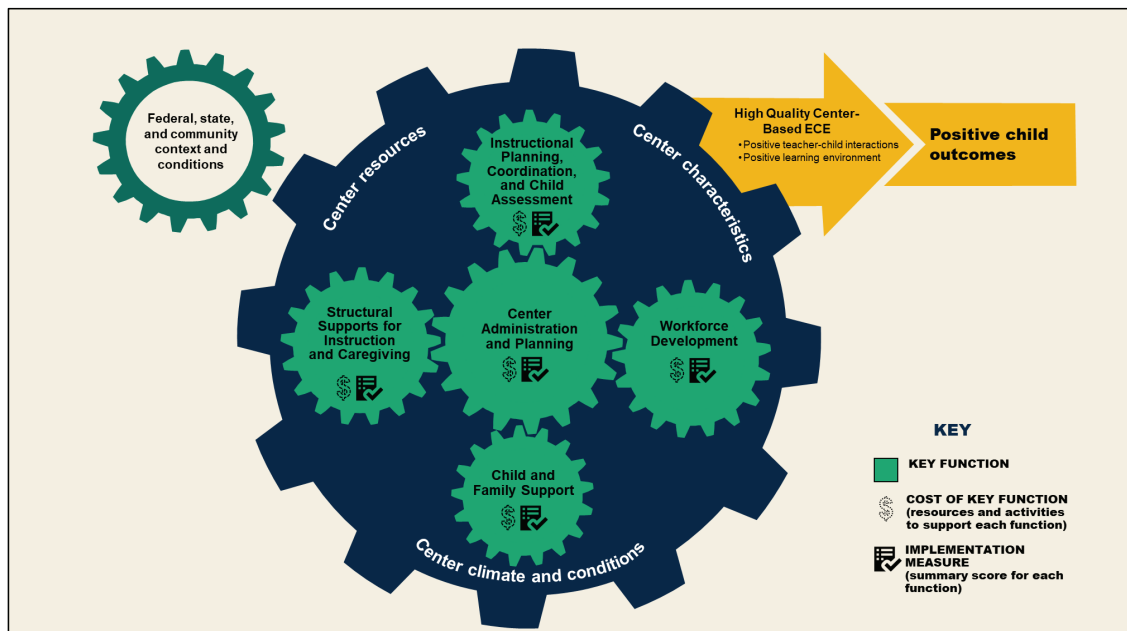 Federal, state,
and community
context and
conditions
Center resources
Center characteristics
Instructional
Planning,
Coordination,
and Child
Assessment
Structural
Supports for
Instruction
and Caregiving
Center
Administration
and Planning
Workforce
Development
Child and
Family Support
Center climate and conditions
High Quality Center-
Based ECE
• Positive teacher-child interactions
• Positive learning environment
Positive child
outcomes
KEY
KEY FUNCTION
COST OF KEY FUNCTION
(resources and activities
to support each function)
IMPLEMENTATION
MEASURE
(summary score for each
function)